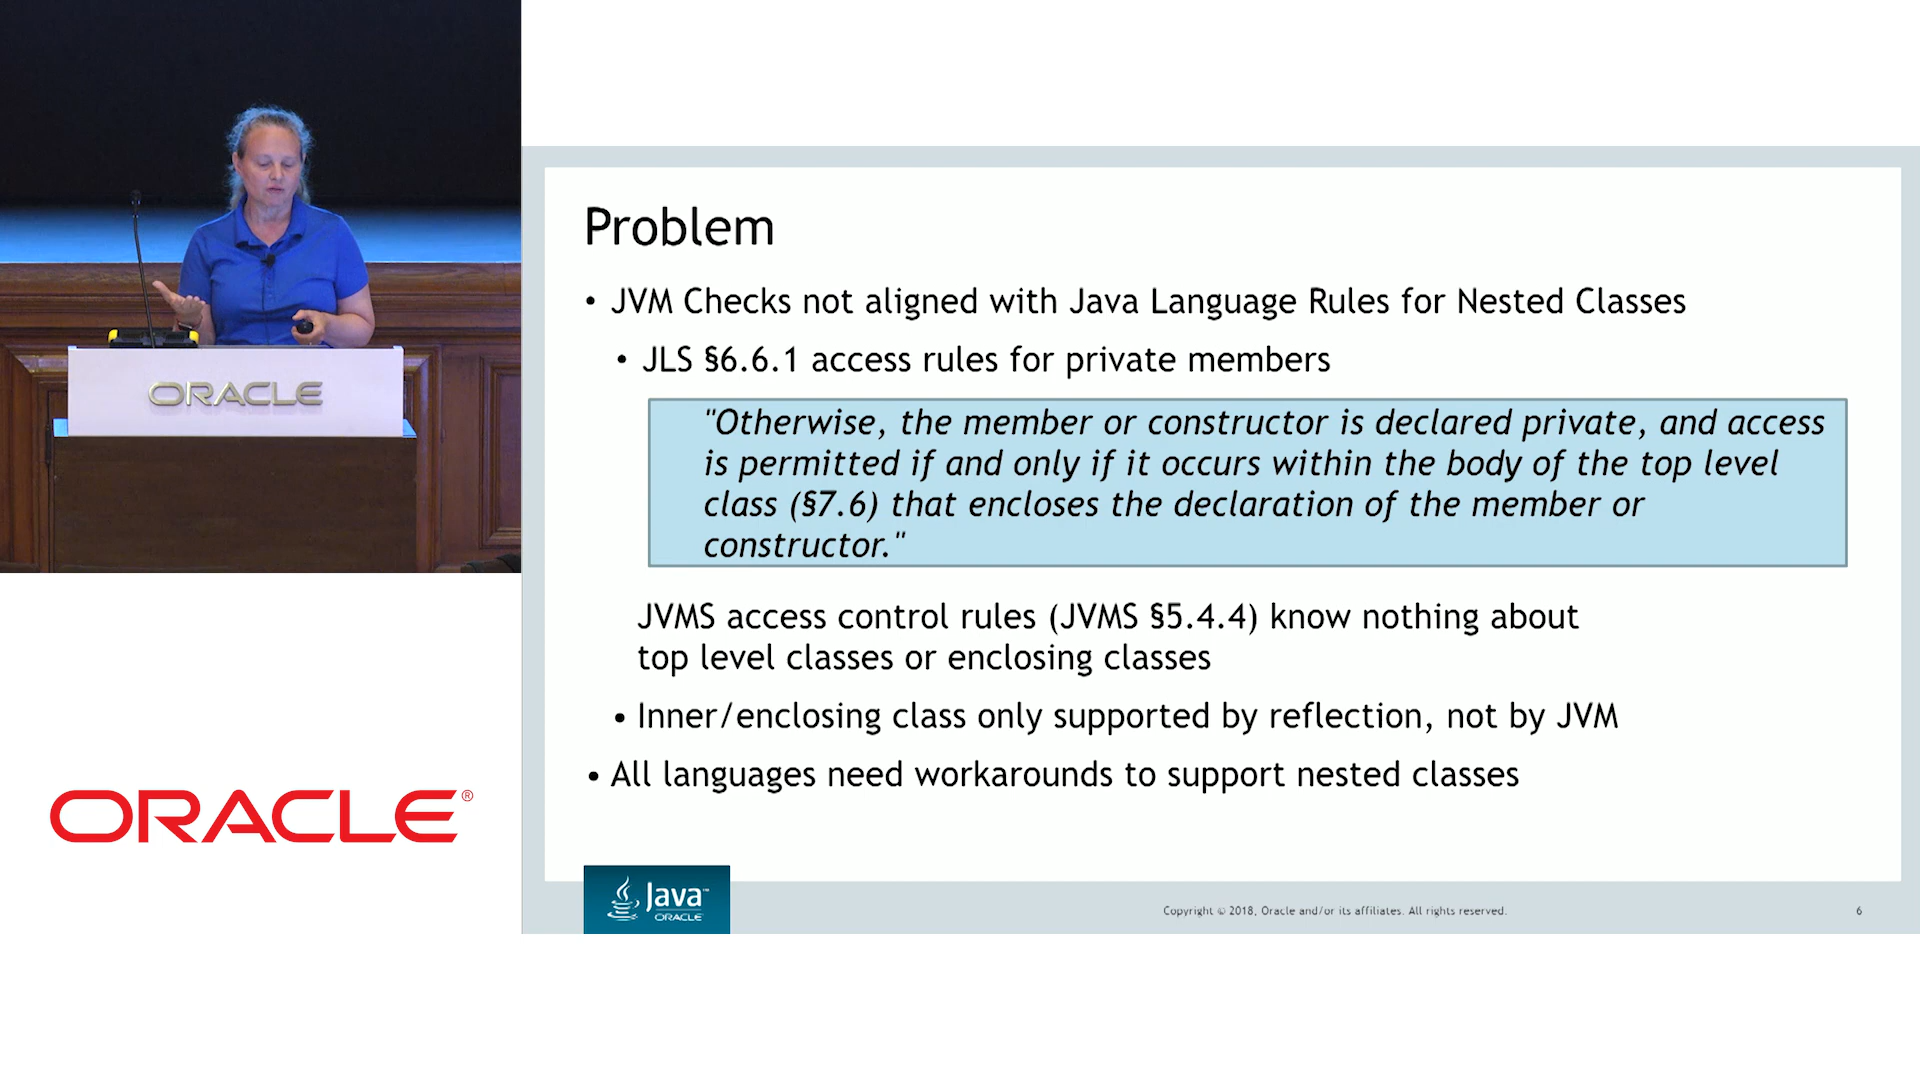 ORACLE
ORACLE®
Problem
• JVM Checks not aligned with Java Language Rules for Nested Classes
• JLS §6.6.1 access rules for private members
"Otherwise, the member or constructor is declared private, and access
is permitted if and only if it occurs within the body of the top level
class (§7.6) that encloses the declaration of the member or
constructor."
JVMS access control rules (JVMS §5.4.4) know nothing about
top level classes or enclosing classes
• Inner/enclosing class only supported by reflection, not by JVM
• All languages need workarounds to support nested classes
Java™
ORACLE
Copyright © 2018, Oracle and/or its affiliates. All rights reserved.
6